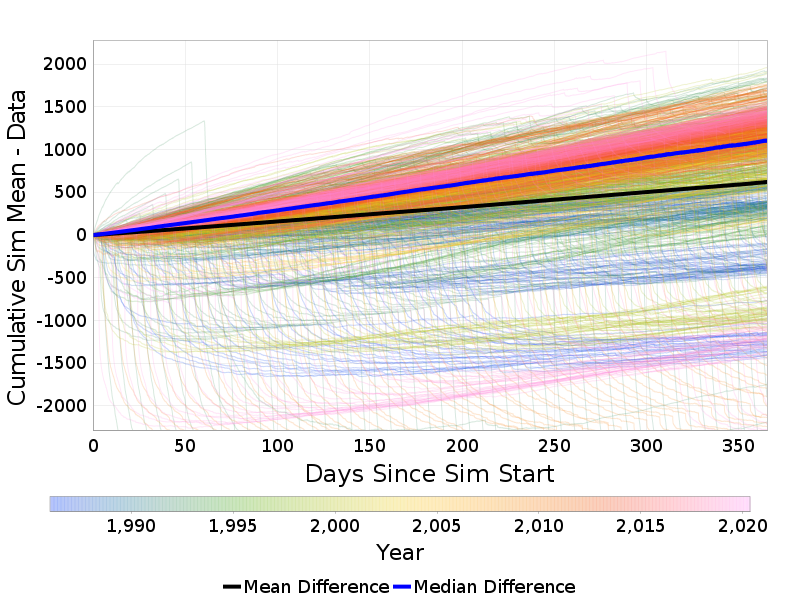 Cumulative Sim Mean - Data
2000
1500
1000
500
0
-500
-1000
-1500
-2000
0 50 100 150 200 250 300 350
Days Since Sim Start
1,990 1,995 2,000 2,005 2,010 2,015 2,020
Year
Mean Difference Median Difference